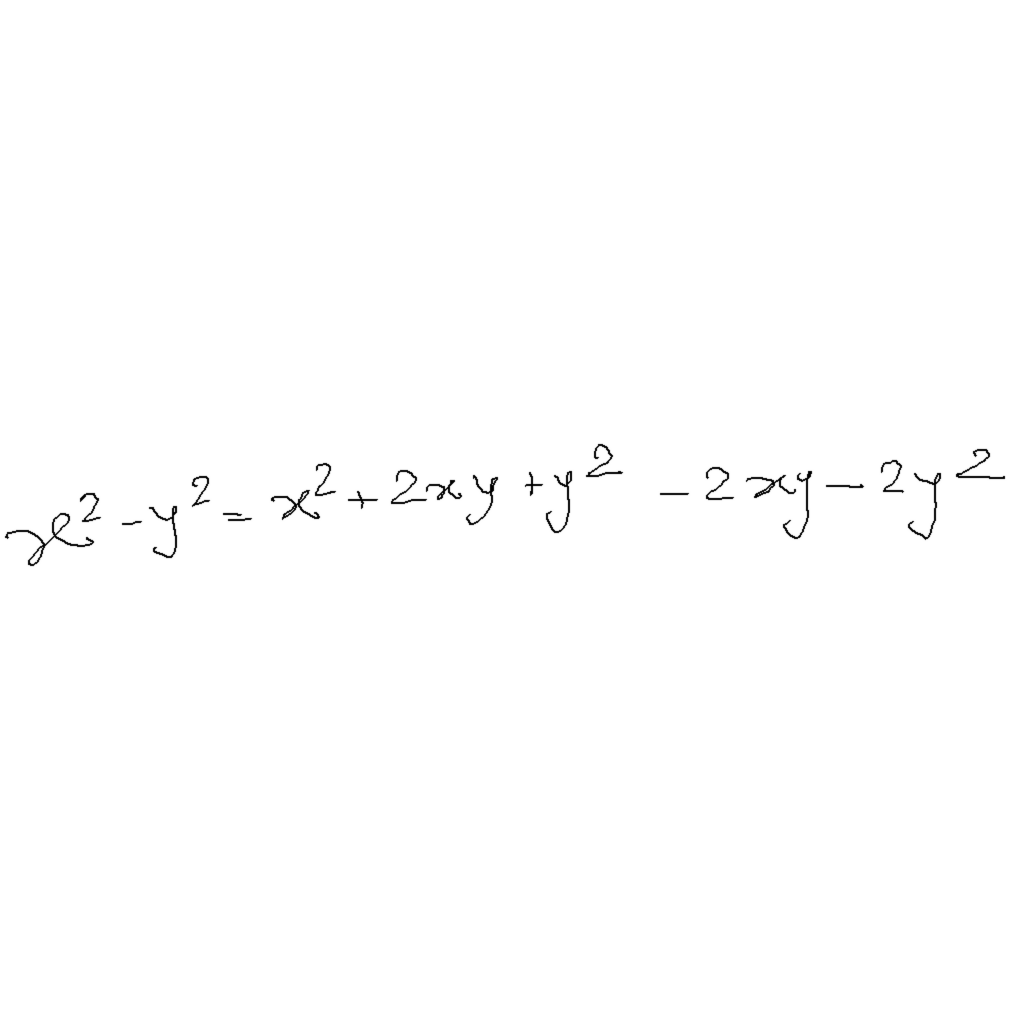 x² - y² = x² + 2xy + y² - 2xy - 2y²